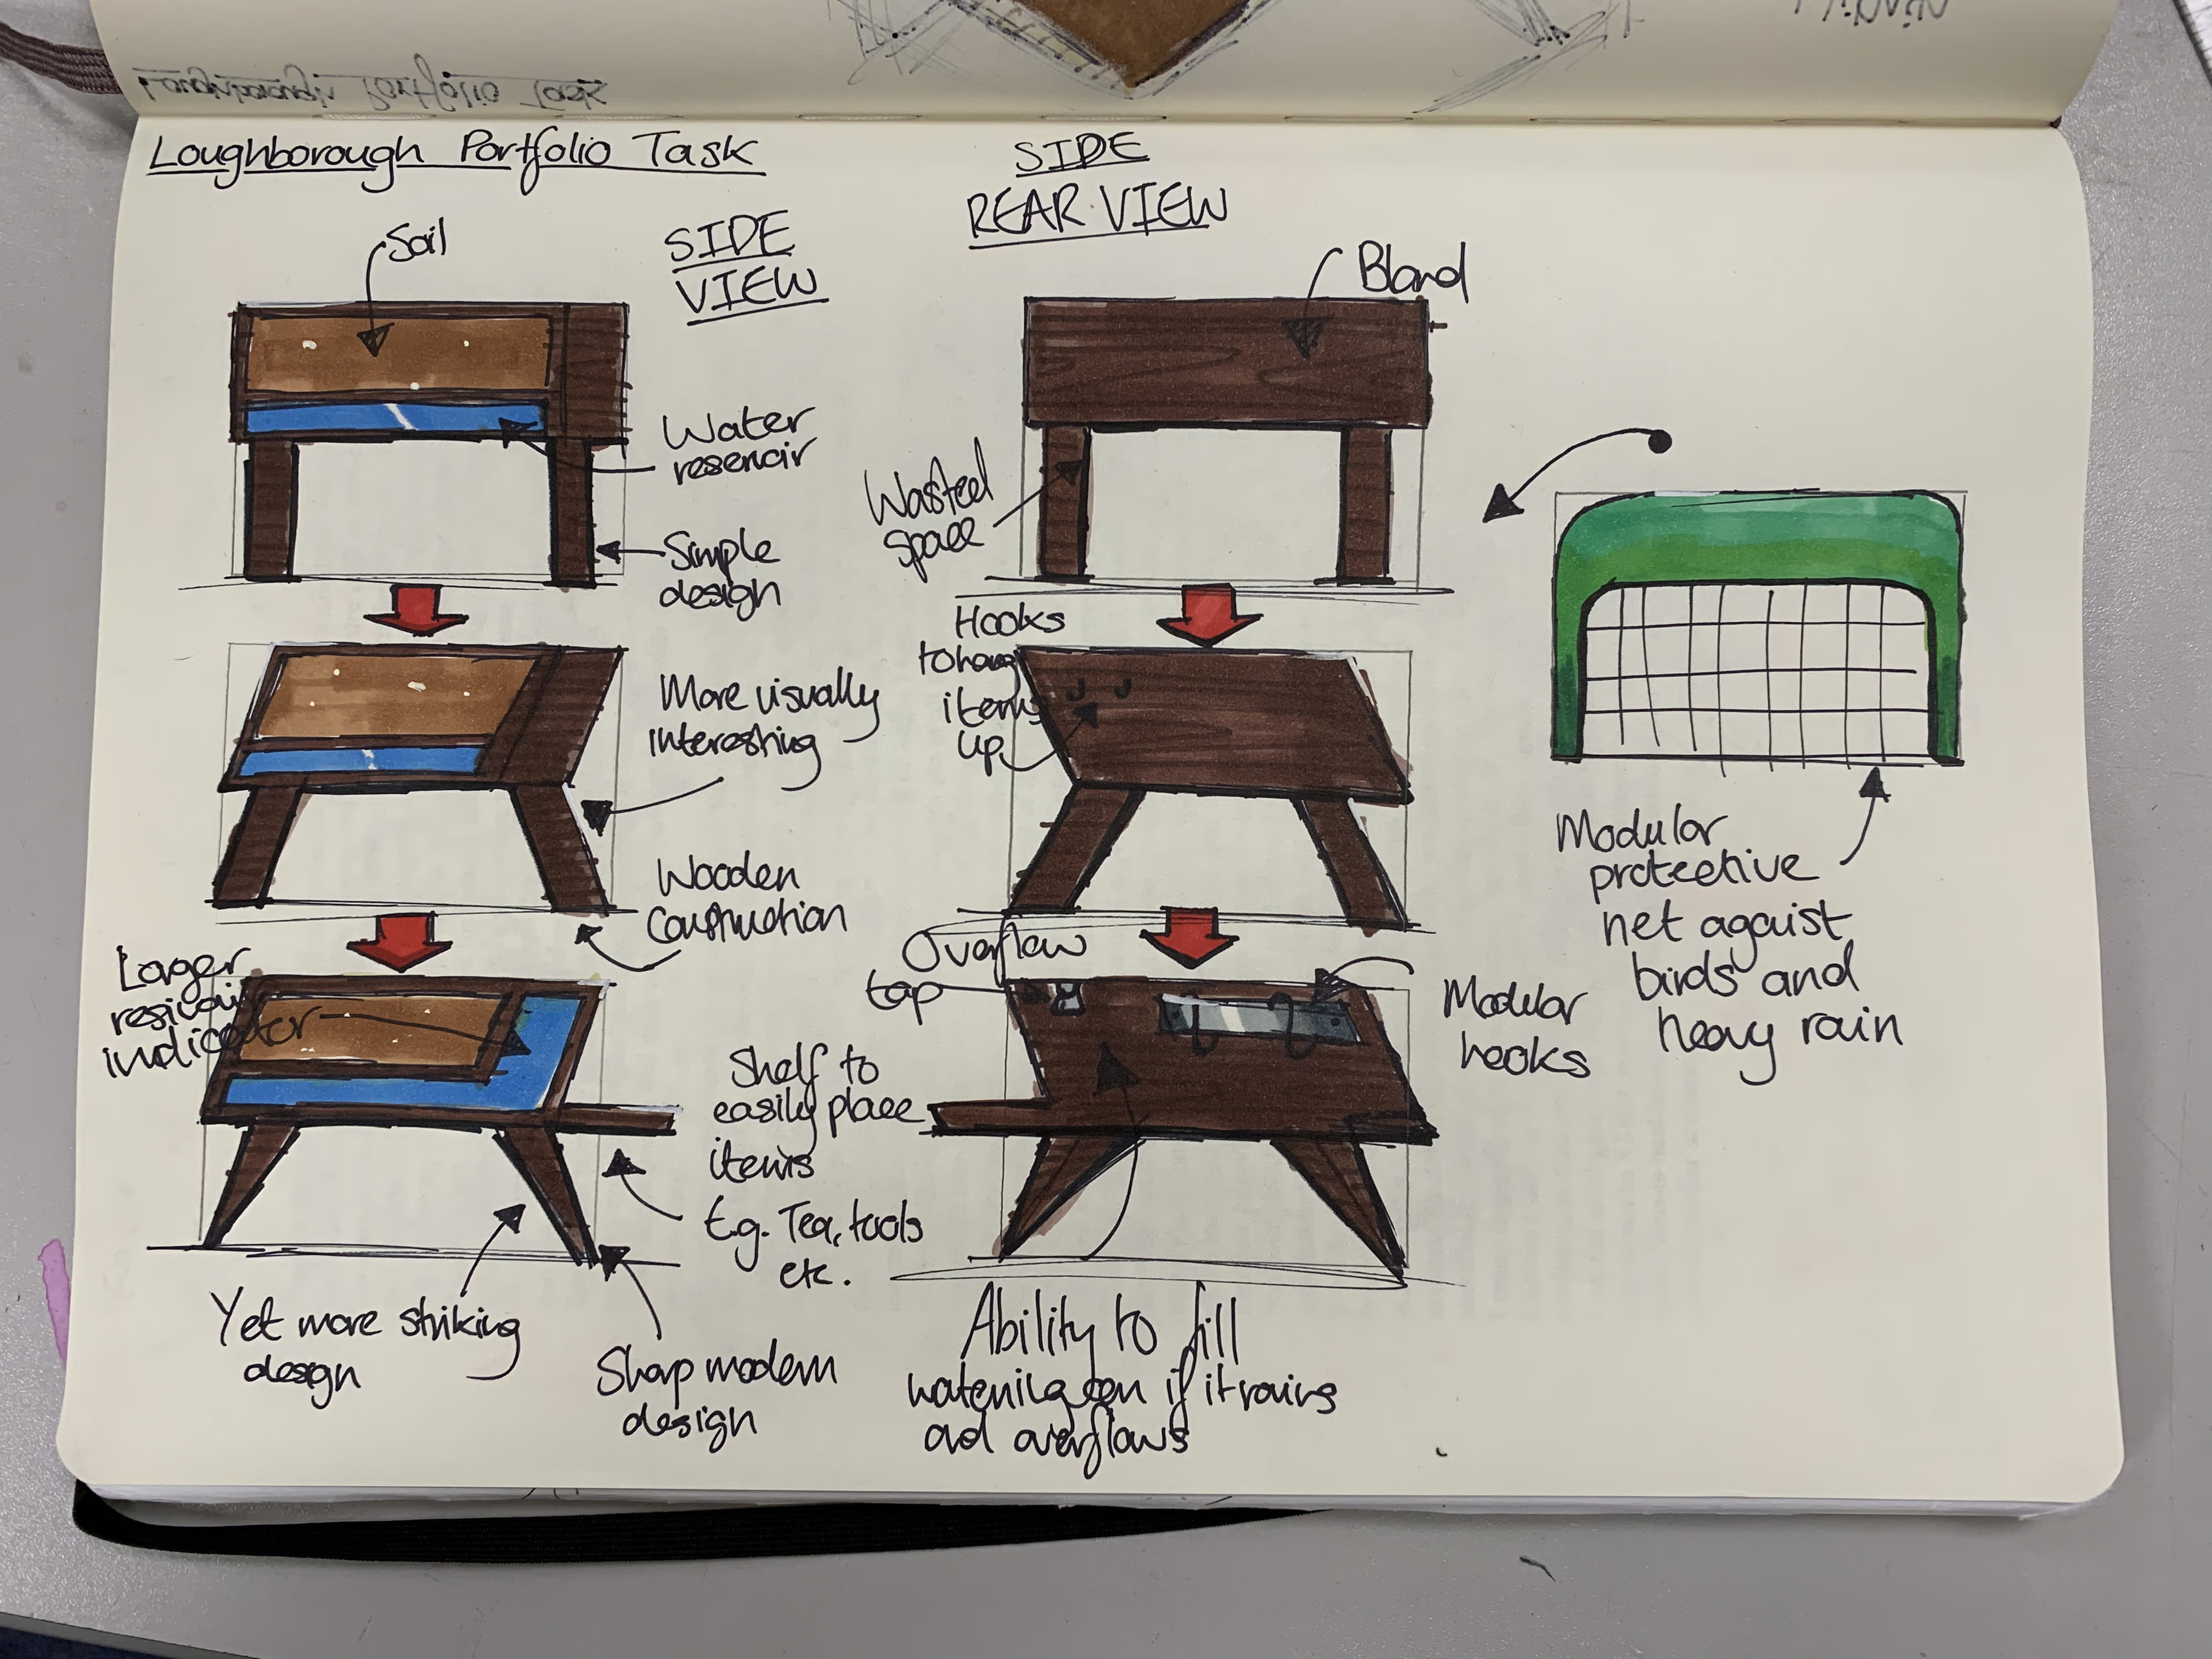 Loughborough Portfolio Task
SIDE
VIEW
Soil
Water
reservoir
Simple
design
More visually
interesting
Wooden
Construction
Larger
resivoir
indicator
Shelf to
easily place
items
E.g. Tea, tools
etc.
Yet more striking
design
Sharp modern
design
SIDE
REAR VIEW
Bland
Wasted
space
Hooks
to hang
items
up
Overflow
tap
Modular
hooks
Ability to fill
if it rains
and overflows
Modular
protective
net against
birds and
heavy rain